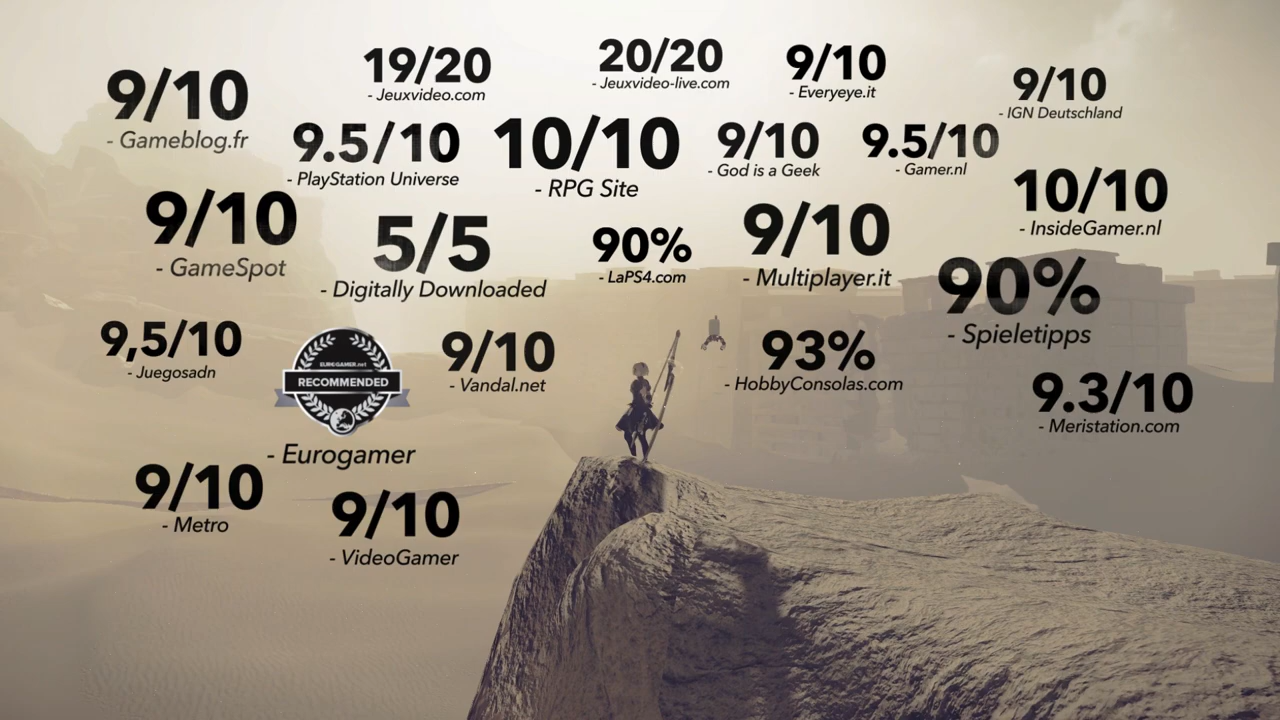 19/20
- Jeuxvideo.com
20/20
- Jeuxvideo-live.com
9/10
- Everyeye.it
9/10
- Gameblog.fr
9/10
- IGN Deutschland
9.5/10
- PlayStation Universe
10/10
- RPG Site
9/10
- God is a Geek
9.5/10
- Gamer.nl
10/10
- InsideGamer.nl
9/10
- GameSpot
5/5
- Digitally Downloaded
90%
- LaPS4.com
9/10
- Multiplayer.it
90%
- Spieletipps
9,5/10
- Juegosadn
EUROGAMER.net
RECOMMENDED
- Eurogamer
9/10
- Vandal.net
93%
- HobbyConsolas.com
9.3/10
- Meristation.com
9/10
- Metro
9/10
- VideoGamer